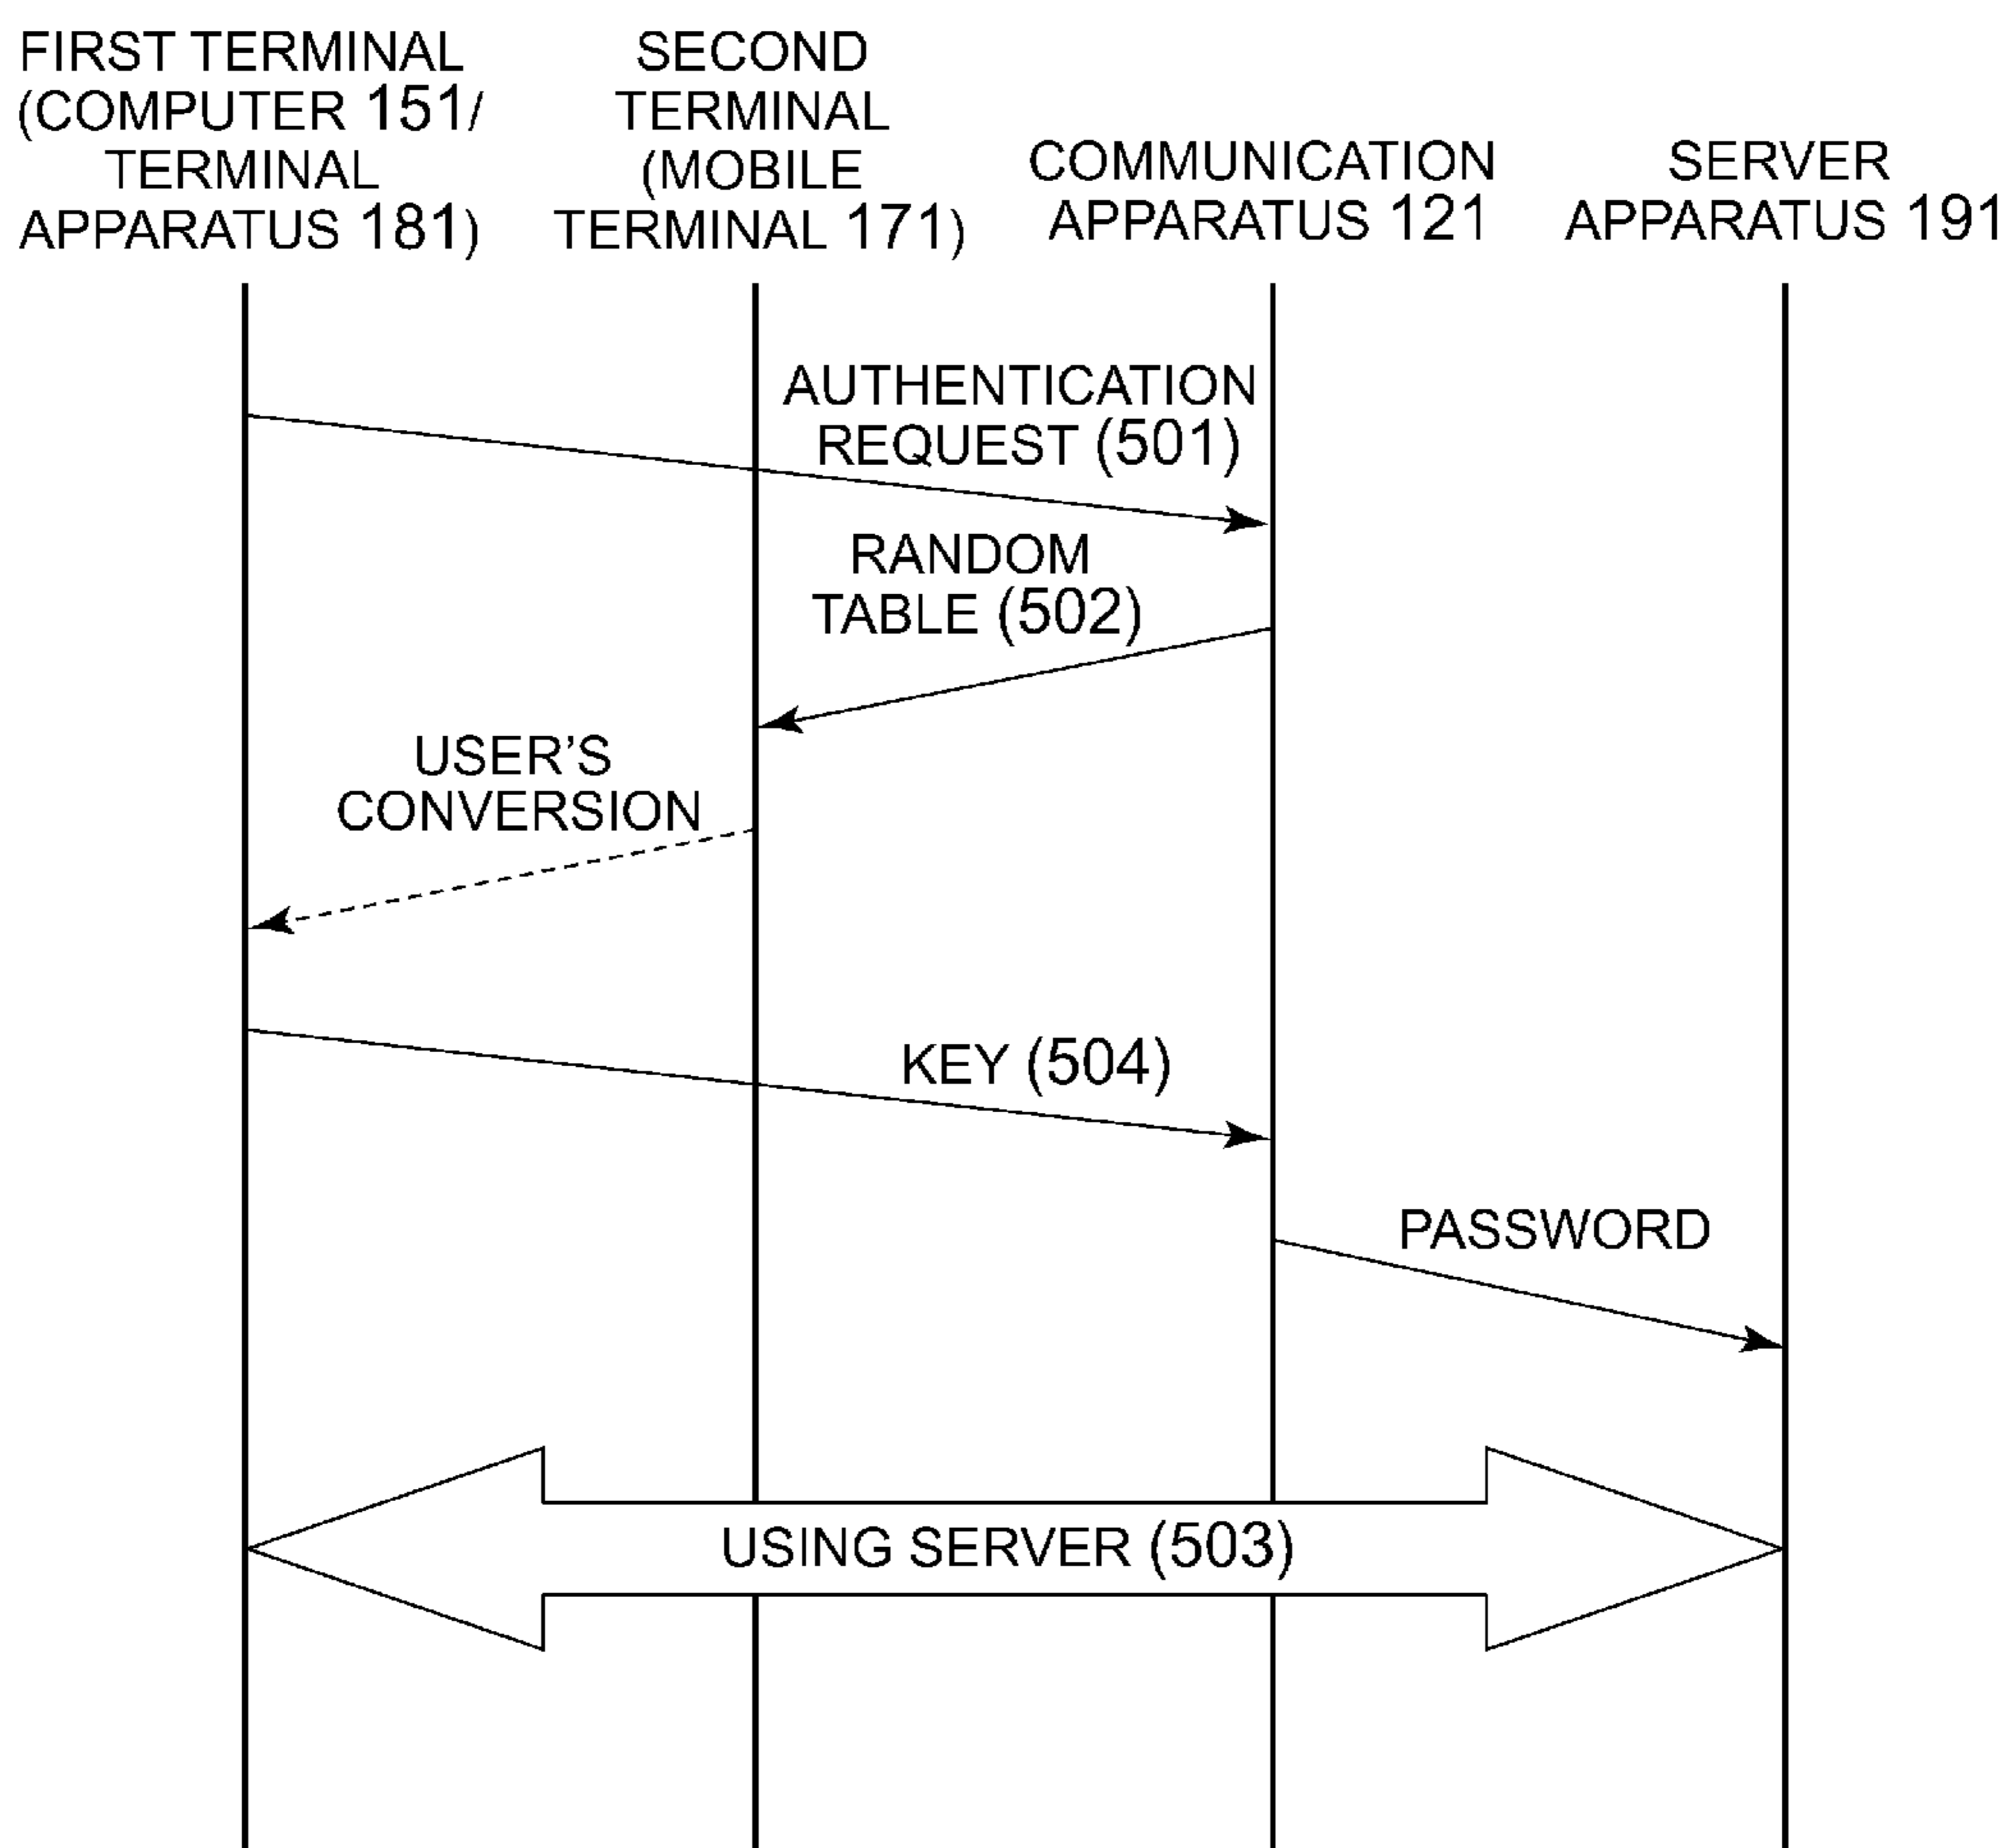 FIRST TERMINAL
(COMPUTER 151/
TERMINAL
APPARATUS 181)
SECOND
TERMINAL
(MOBILE
TERMINAL 171)
COMMUNICATION
APPARATUS 121
SERVER
APPARATUS 191
AUTHENTICATION
REQUEST (501)
RANDOM
TABLE (502)
USER’S
CONVERSION
KEY (504)
PASSWORD
USING SERVER (503)